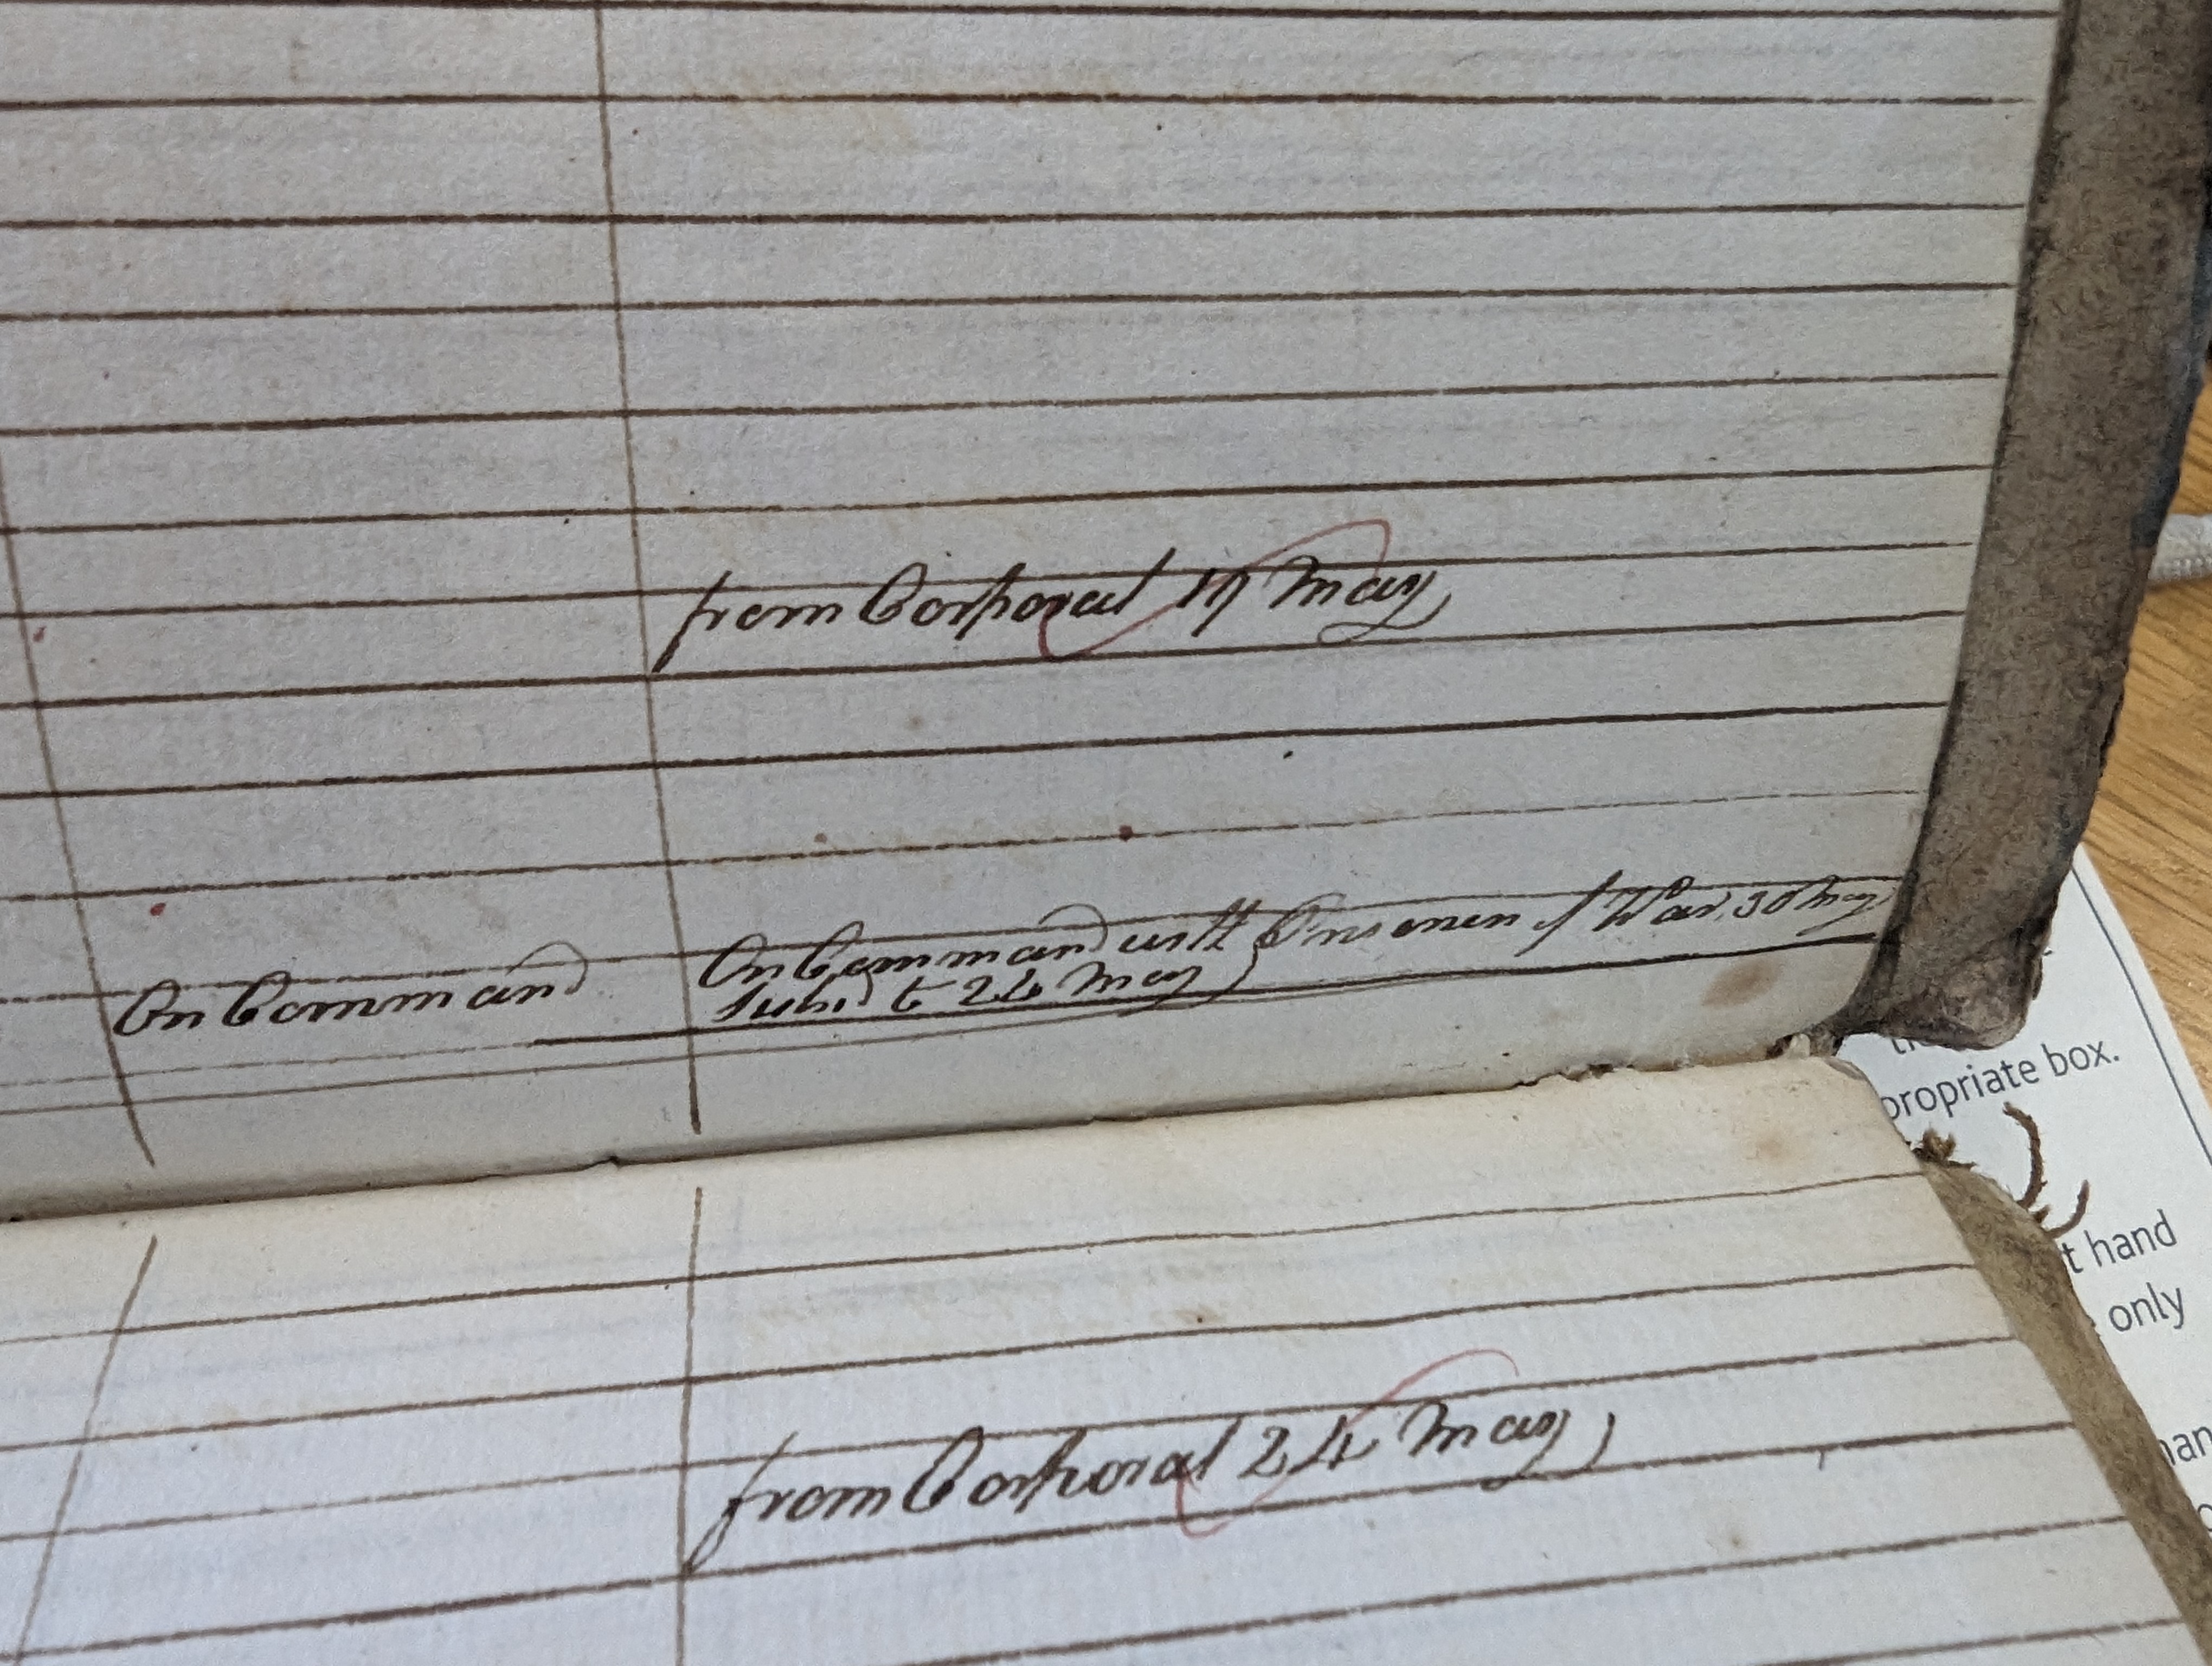 from Corporal 17 May
On Command
On Command with Prisoners of War 30 May
Subs.d to 24 May
propriate box.
t hand
only
from Corporal 24 May